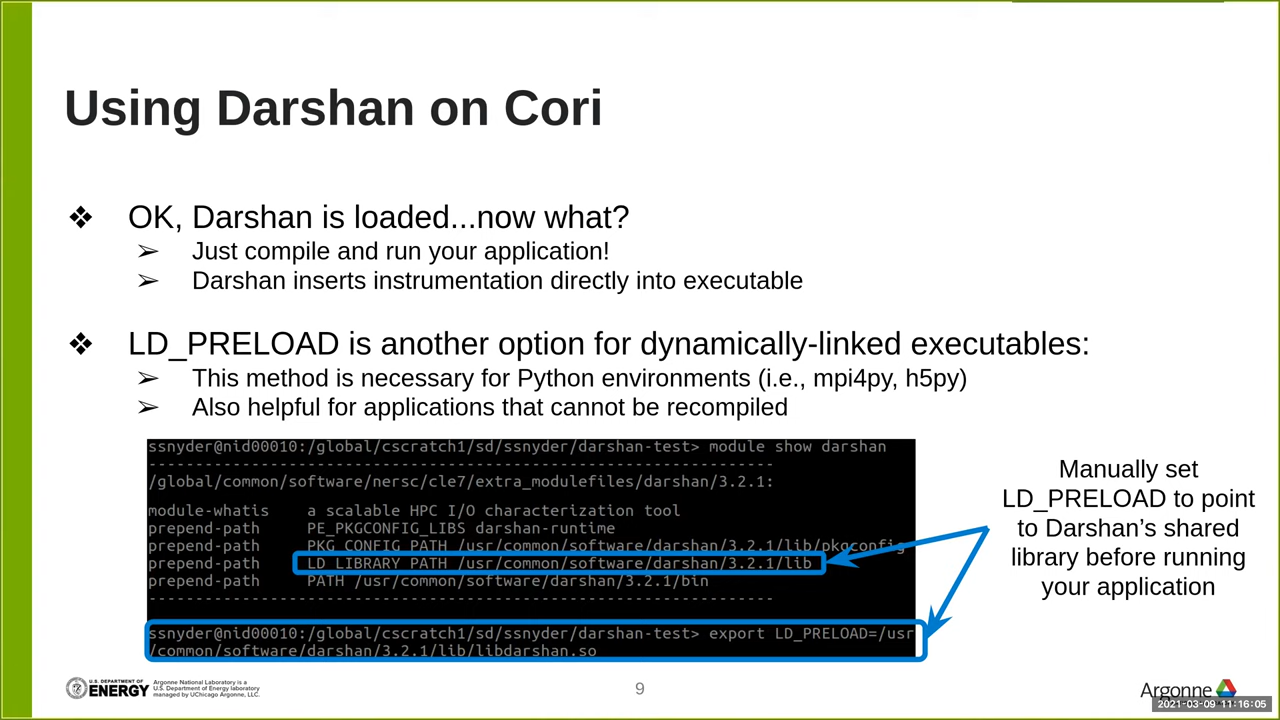 Using Darshan on Cori
❖ OK, Darshan is loaded...now what?
➢ Just compile and run your application!
➢ Darshan inserts instrumentation directly into executable
❖ LD_PRELOAD is another option for dynamically-linked executables:
➢ This method is necessary for Python environments (i.e., mpi4py, h5py)
➢ Also helpful for applications that cannot be recompiled
ssnyder@nid00010:/global/cscratch1/sd/ssnyder/darshan-test> module show darshan
-------------------------------------------------------------------
/global/common/software/nersc/cle7/extra_modulefiles/darshan/3.2.1:
module-whatis a scalable HPC I/O characterization tool
prepend-path PE_PKGCONFIG_LIBS darshan-runtime
prepend-path PKG_CONFIG_PATH /usr/common/software/darshan/3.2.1/lib/pkgconfig
prepend-path LD_LIBRARY_PATH /usr/common/software/darshan/3.2.1/lib
prepend-path PATH /usr/common/software/darshan/3.2.1/bin
-------------------------------------------------------------------
ssnyder@nid00010:/global/cscratch1/sd/ssnyder/darshan-test> export LD_PRELOAD=/usr
/common/software/darshan/3.2.1/lib/libdarshan.so
Manually set
LD_PRELOAD to point
to Darshan's shared
library before running
your application
U.S. DEPARTMENT OF
ENERGY
Argonne National Laboratory is a
U.S. Department of Energy laboratory
managed by UChicago Argonne, LLC.
9
Argonne
2021-03-09 11:16:05